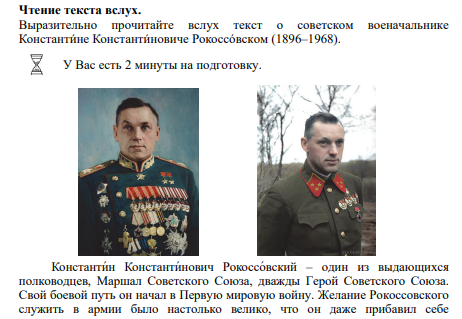 Чтение текста вслух.
Выразительно прочитайте вслух текст о советском военачальнике
Константи́не Константи́новиче Рокоссо́вском (1896–1968).
У Вас есть 2 минуты на подготовку.
Константи́н Константи́нович Рокоссо́вский – один из выдающихся
полководцев, Маршал Советского Союза, дважды Герой Советского Союза.
Свой боевой путь он начал в Первую мировую войну. Желание Рокоссовского
служить в армии было настолько велико, что он даже прибавил себе